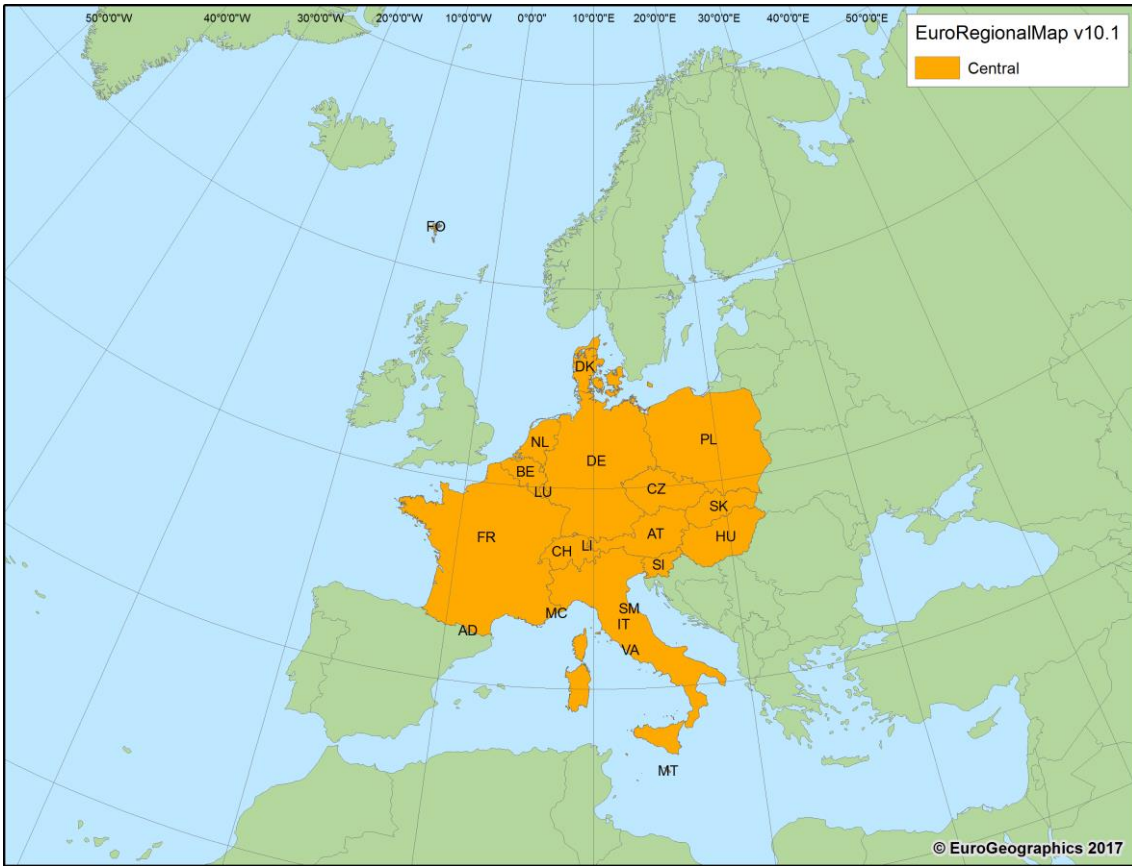 50°0'0"W 40°0'0"W 30°0'0"W 20°0'0"W 10°0'0"W 0°0'0" 10°0'0"E 20°0'0"E 30°0'0"E 40°0'0"E 50°0'0"E
EuroRegionalMap v10.1
Central
FO
DK
NL
PL
DE
BE
CZ
LU
SK
FR
AT
HU
CH
LI
SI
SM
MC
IT
AD
VA
MT
© EuroGeographics 2017